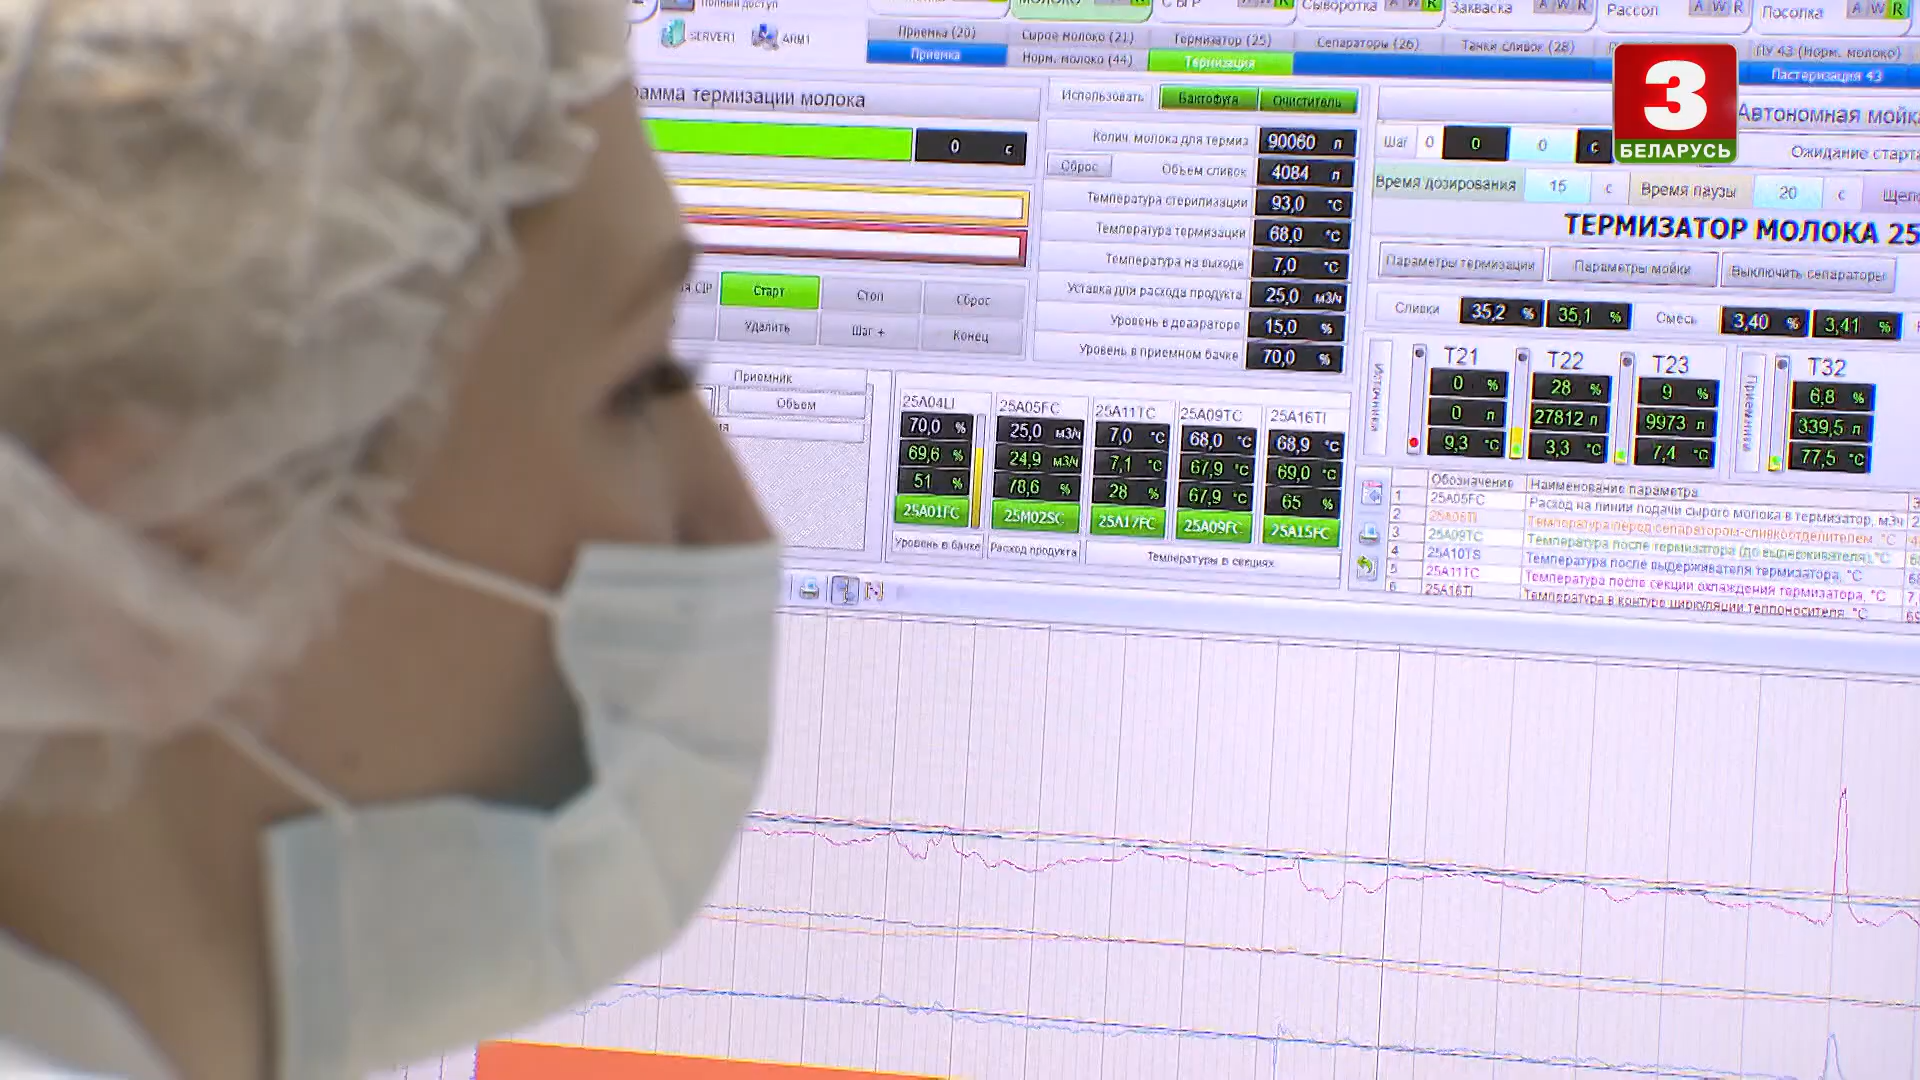 полный доступ
SERVER1 ARM1
МОЛОКО Сыворотка A W R Закваска A W R Рассол A W R Посолка A W R
Приемка (20) Сырое молоко (21) Термизатор (25) Сепараторы (26) Танки сливок (28) ПУ 43 (Норм. молоко)
Приемка Норм. молоко (44) Термизация Пастеризация 43
3
БЕЛАРУСЬ
рамма термизации молока
0 с
Старт Стоп Сброс
Удалить Шаг + Конец
Приемник
Объем
Использовать Бактофуга Очиститель
Колич. молока для термиз 90060 л
Сброс Объем сливок 4084 л
Температура стерилизации 93,0 °C
Температура термизации 68,0 °C
Температура на выходе 7,0 °C
Уставка для расхода продукта 25,0 м3/ч
Уровень в деаэраторе 15,0 %
Уровень в приемном бачке 70,0 %
Автономная мойка
Шаг 0 0 0 с Ожидание старта
Время дозирования 15 с Время паузы 20 с Щело
ТЕРМИЗАТОР МОЛОКА 25
Параметры термизации Параметры мойки Выключить сепараторы
Сливки 35,2 % 35,1 % Смесь 3,40 % 3,41 %
25A04LI 25A05FC 25A11TC 25A09TC 25A16TI
70,0 % 25,0 м3/ч 7,0 °C 68,0 °C 68,9 °C
69,6 % 24,9 м3/ч 7,1 °C 67,9 °C 69,0 °C
51 % 78,6 % 28 % 67,9 °C 65 %
25A01FC 25M02SC 25A17FC 25A09FC 25A15FC
Уровень в бачке Расход продукта Температуры в секциях
Источники T21 T22 T23 Приемники T32
0 % 28 % 9 % 6,8 %
0 л 27812 л 9973 л 339,5 л
9,3 °C 3,3 °C 7,4 °C 77,5 °C
Обозначение Наименование параметра
1 25A05FC Расход на линии подачи сырого молока в термизатор, м3ч
2 25A06TI Температура перед сепаратором-сливкоотделителем, °C
3 25A09TC Температура после термизатора (до выдерживателя), °C
4 25A10TS Температура после выдерживателя термизатора, °C
5 25A11TC Температура после секции охлаждения термизатора, °C
6 25A16TI Температура в контуре циркуляции теплоносителя, °C